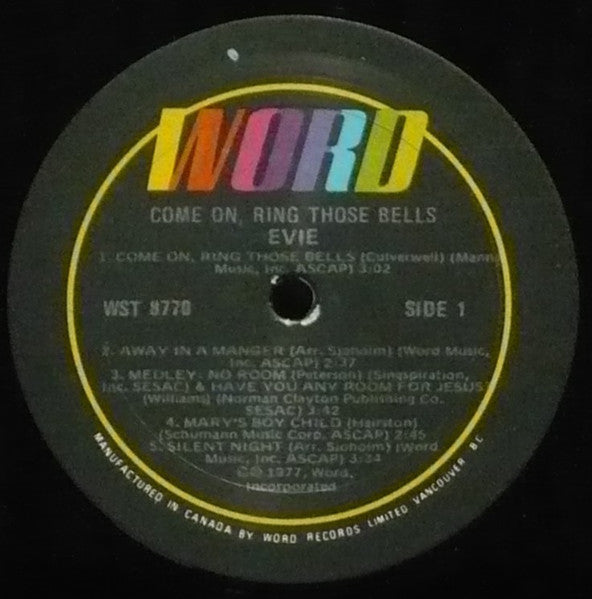 WORD
COME ON, RING THOSE BELLS
EVIE
1. COME ON, RING THOSE BELLS (Culverwell) (Manna
Music, Inc. ASCAP) 3:02
WST 8770 SIDE 1
2. AWAY IN A MANGER (Arr. Sjoholm) (Word Music,
Inc. ASCAP) 2:37
3. MEDLEY: NO ROOM (Peterson) (Singspiration,
Inc. SESAC) & HAVE YOU ANY ROOM FOR JESUS?
(Williams) (Norman Clayton Publishing Co.
SESAC) 3:42
4. MARY'S BOY CHILD (Hairston)
(Schumann Music Corp. ASCAP) 2:45
5. SILENT NIGHT (Arr. Sjoholm) (Word
Music, Inc. ASCAP) 3:34
©℗ 1977, Word,
Incorporated
MANUFACTURED IN CANADA BY WORD RECORDS LIMITED VANCOUVER BC